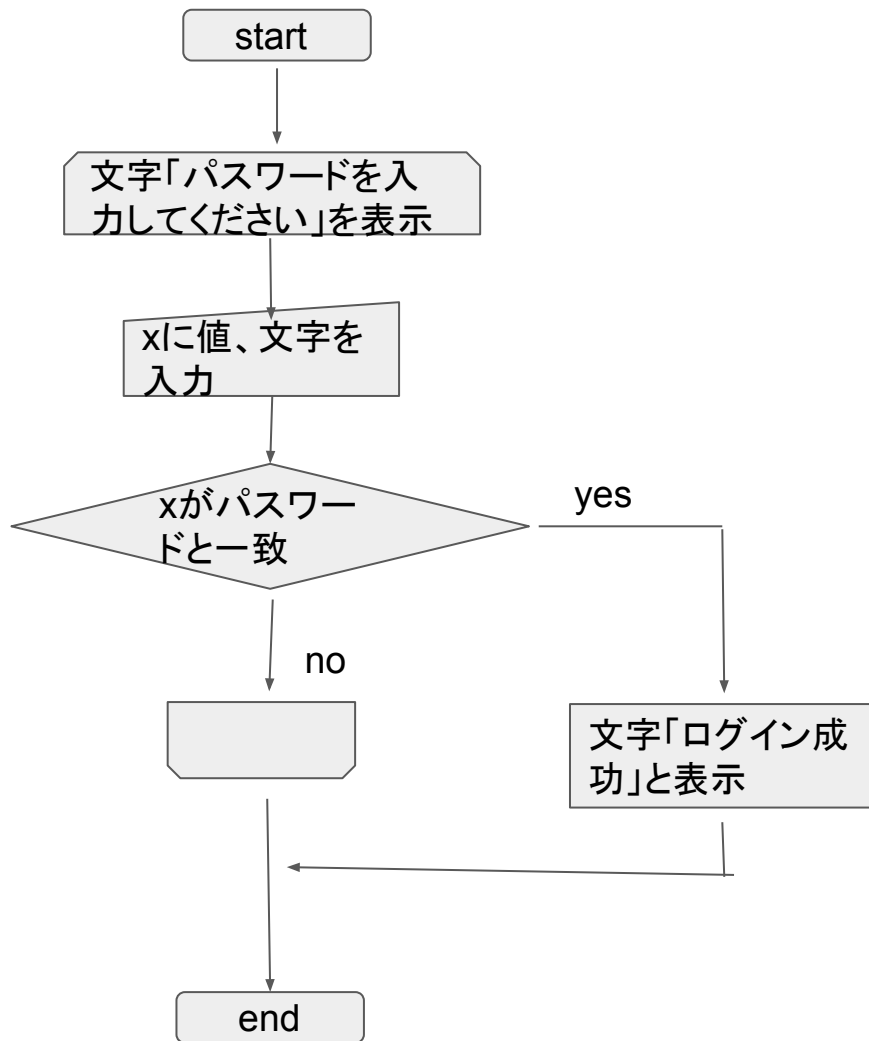 start
文字「パスワードを入
力してください」を表示
xに値、文字を
入力
xがパスワー
ドと一致
yes
no
文字「ログイン成
功」と表示
end